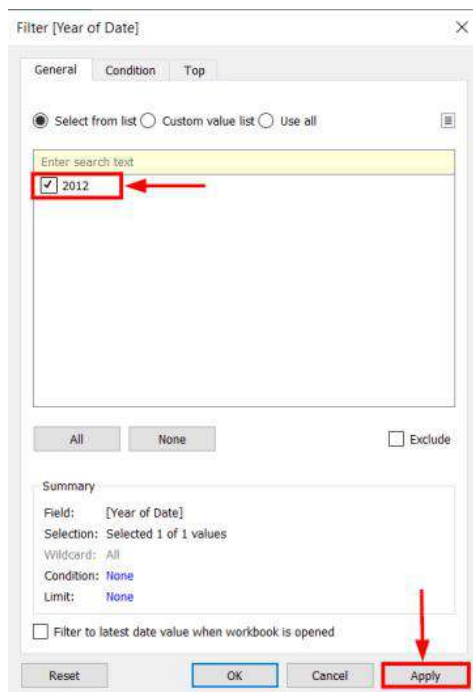 Filter [Year of Date]
General Condition Top
Select from list Custom value list Use all
Enter search text
2012
All None Exclude
Summary
Field: [Year of Date]
Selection: Selected 1 of 1 values
Wildcard: All
Condition: None
Limit: None
Filter to latest date value when workbook is opened
Reset OK Cancel Apply